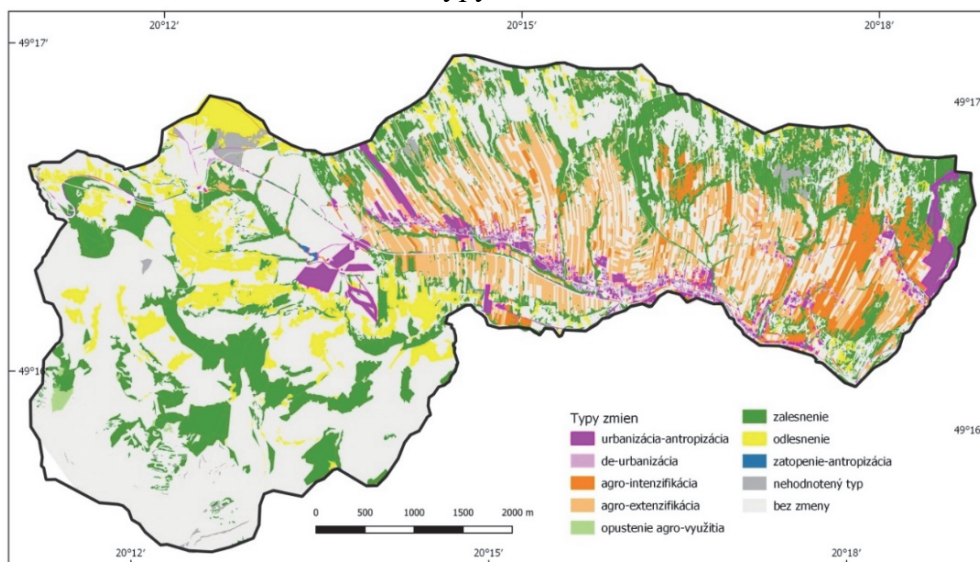 20°12′ 20°15′ 20°18′
49°17′
49°17′
49°16′
49°16′
Typy zmien
urbanizácia-antropizácia
de-urbanizácia
agro-intenzifikácia
agro-extenzifikácia
opustenie agro-využitia
zalesnenie
odlesnenie
zatopenie-antropizácia
nehodnotený typ
bez zmeny
0 500 1000 1500 2000 m
20°12′ 20°15′ 20°18′